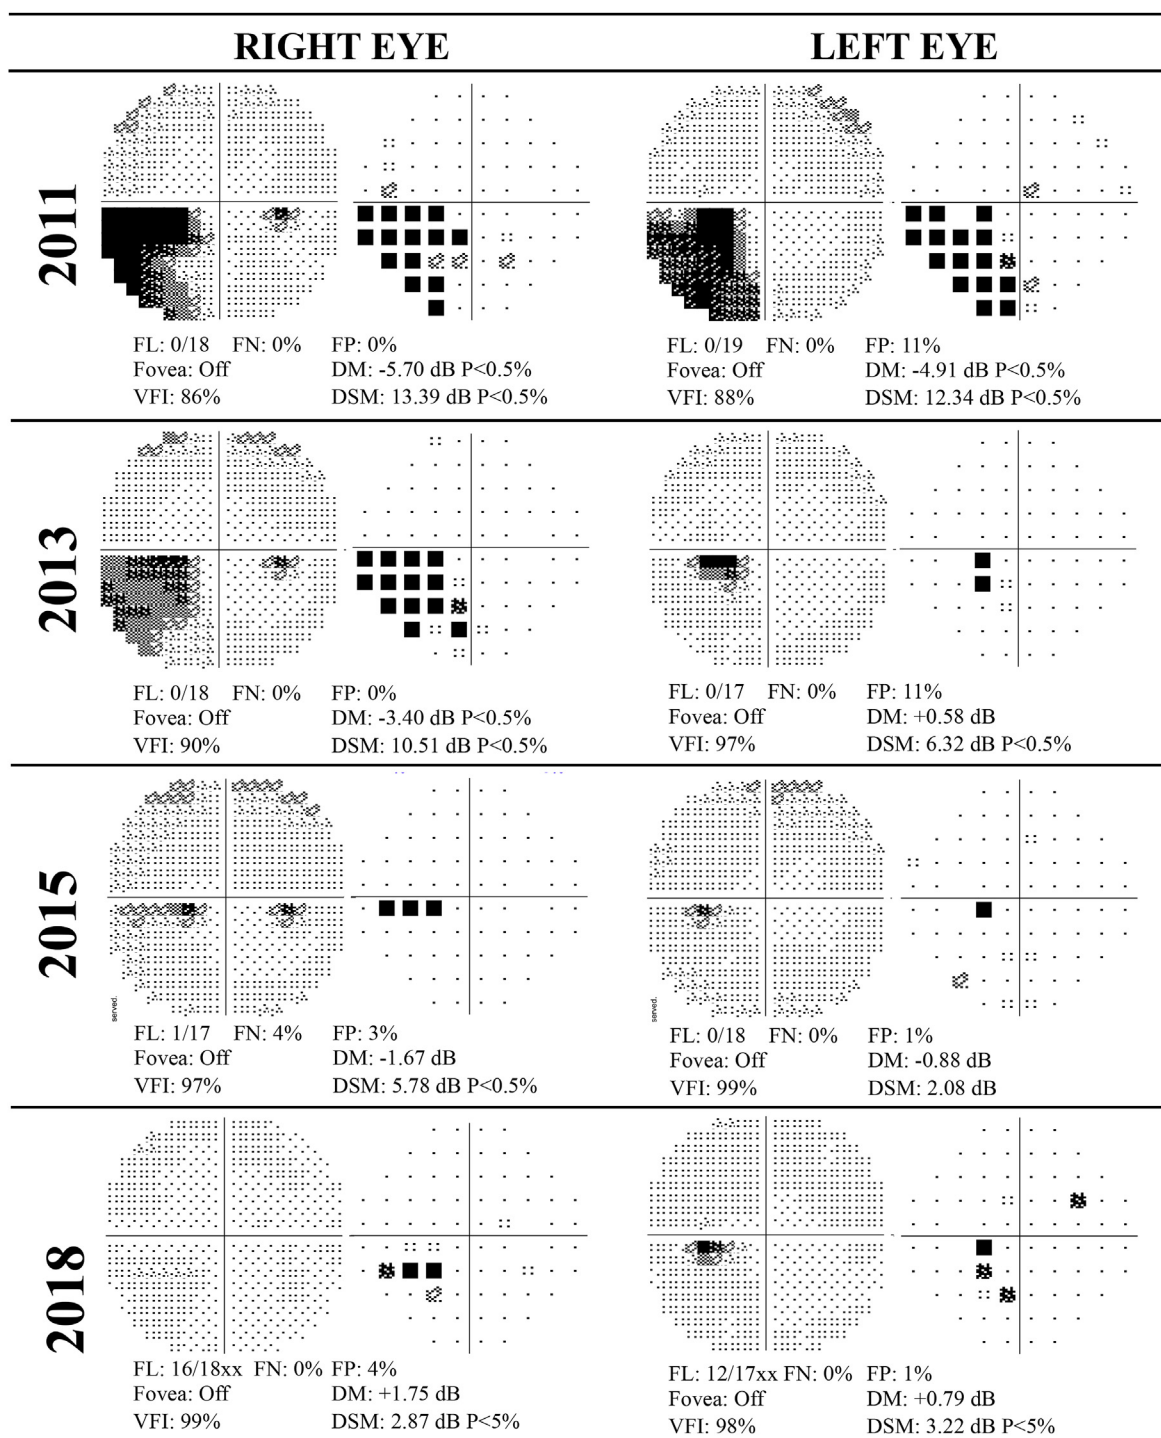 RIGHT EYE LEFT EYE
2011
FL: 0/18 FN: 0% FP: 0%
Fovea: Off DM: -5.70 dB P<0.5%
VFI: 86% DSM: 13.39 dB P<0.5%
FL: 0/19 FN: 0% FP: 11%
Fovea: Off DM: -4.91 dB P<0.5%
VFI: 88% DSM: 12.34 dB P<0.5%
2013
FL: 0/18 FN: 0% FP: 0%
Fovea: Off DM: -3.40 dB P<0.5%
VFI: 90% DSM: 10.51 dB P<0.5%
FL: 0/17 FN: 0% FP: 11%
Fovea: Off DM: +0.58 dB
VFI: 97% DSM: 6.32 dB P<0.5%
2015
served.
FL: 1/17 FN: 4% FP: 3%
Fovea: Off DM: -1.67 dB
VFI: 97% DSM: 5.78 dB P<0.5%
served.
FL: 0/18 FN: 0% FP: 1%
Fovea: Off DM: -0.88 dB
VFI: 99% DSM: 2.08 dB
2018
FL: 16/18xx FN: 0% FP: 4%
Fovea: Off DM: +1.75 dB
VFI: 99% DSM: 2.87 dB P<5%
FL: 12/17xx FN: 0% FP: 1%
Fovea: Off DM: +0.79 dB
VFI: 98% DSM: 3.22 dB P<5%